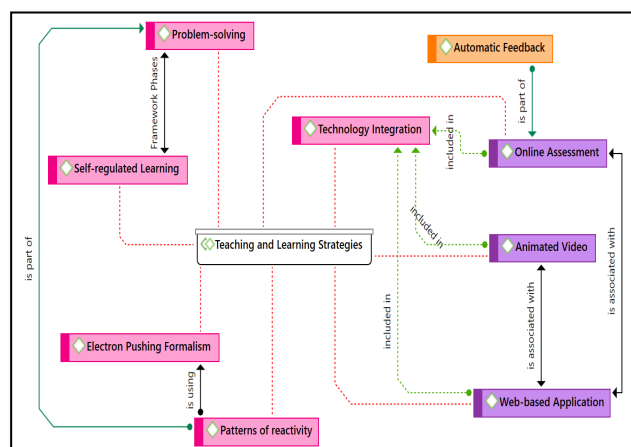 Problem-solving
Automatic Feedback
Framework Phases
is part of
Technology Integration
included in
Online Assessment
Self-regulated Learning
included in
Teaching and Learning Strategies
Animated Video
is part of
is associated with
included in
is associated with
Electron Pushing Formalism
is using
Web-based Application
Patterns of reactivity